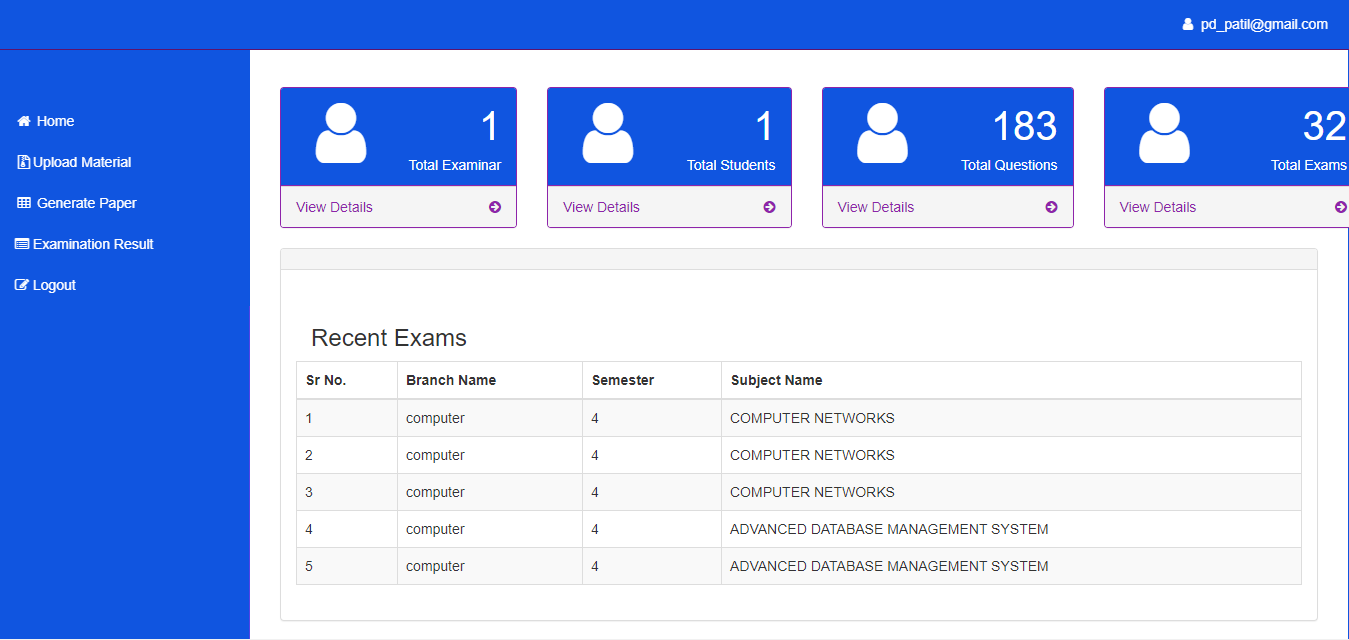 pd_patil@gmail.com
Home
Upload Material
Generate Paper
Examination Result
Logout
1
Total Examinar
View Details
1
Total Students
View Details
183
Total Questions
View Details
32
Total Exams
View Details
Recent Exams
Sr No. Branch Name Semester Subject Name
1 computer 4 COMPUTER NETWORKS
2 computer 4 COMPUTER NETWORKS
3 computer 4 COMPUTER NETWORKS
4 computer 4 ADVANCED DATABASE MANAGEMENT SYSTEM
5 computer 4 ADVANCED DATABASE MANAGEMENT SYSTEM